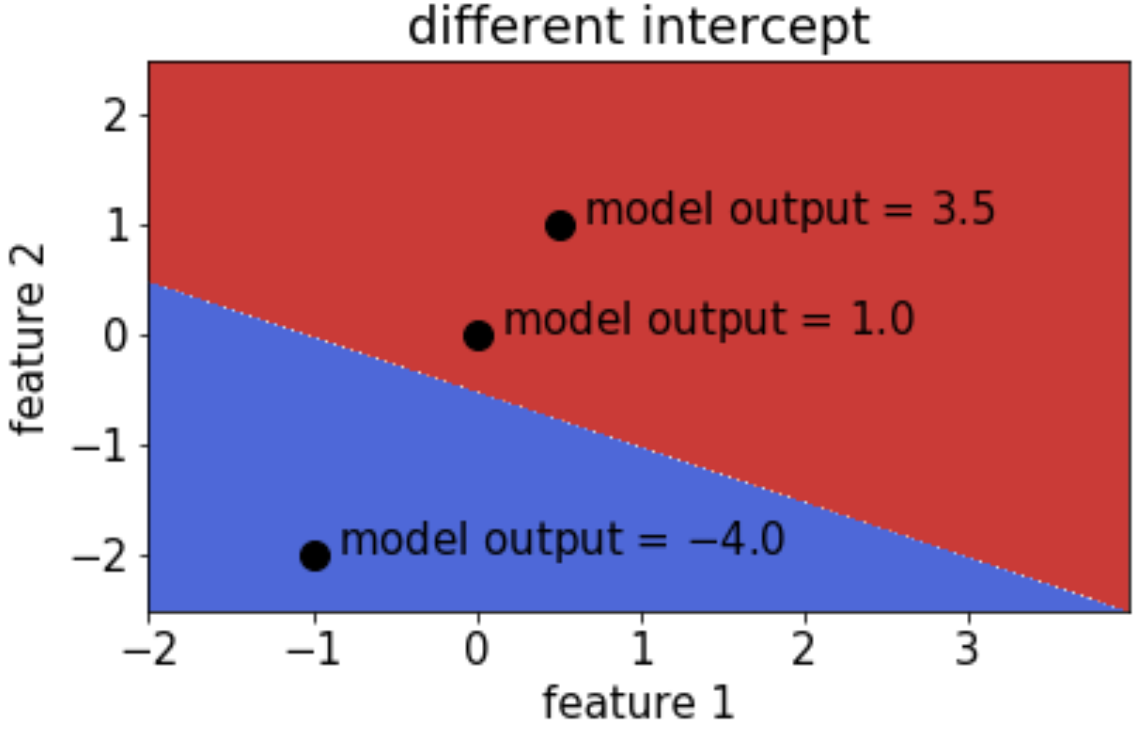 different intercept
2
model output = 3.5
1
model output = 1.0
0
feature 2
−1
model output = −4.0
−2
−2 −1 0 1 2 3
feature 1